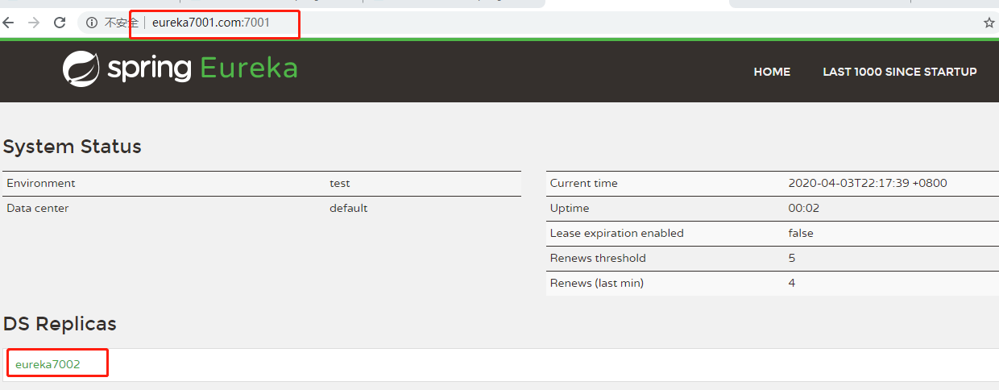 不安全 eureka7001.com:7001
spring Eureka
HOME LAST 1000 SINCE STARTUP
System Status
Environment test
Data center default
Current time 2020-04-03T22:17:39 +0800
Uptime 00:02
Lease expiration enabled false
Renews threshold 5
Renews (last min) 4
DS Replicas
eureka7002